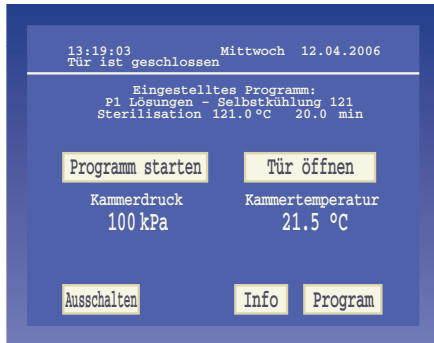 13:19:03 Mittwoch 12.04.2006
Tür ist geschlossen
Eingestelltes Programm:
P1 Lösungen - Selbstkühlung 121
Sterilisation 121.0 °C 20.0 min
Programm starten Tür öffnen
Kammerdruck Kammertemperatur
100 kPa 21.5 °C
Ausschalten Info Program